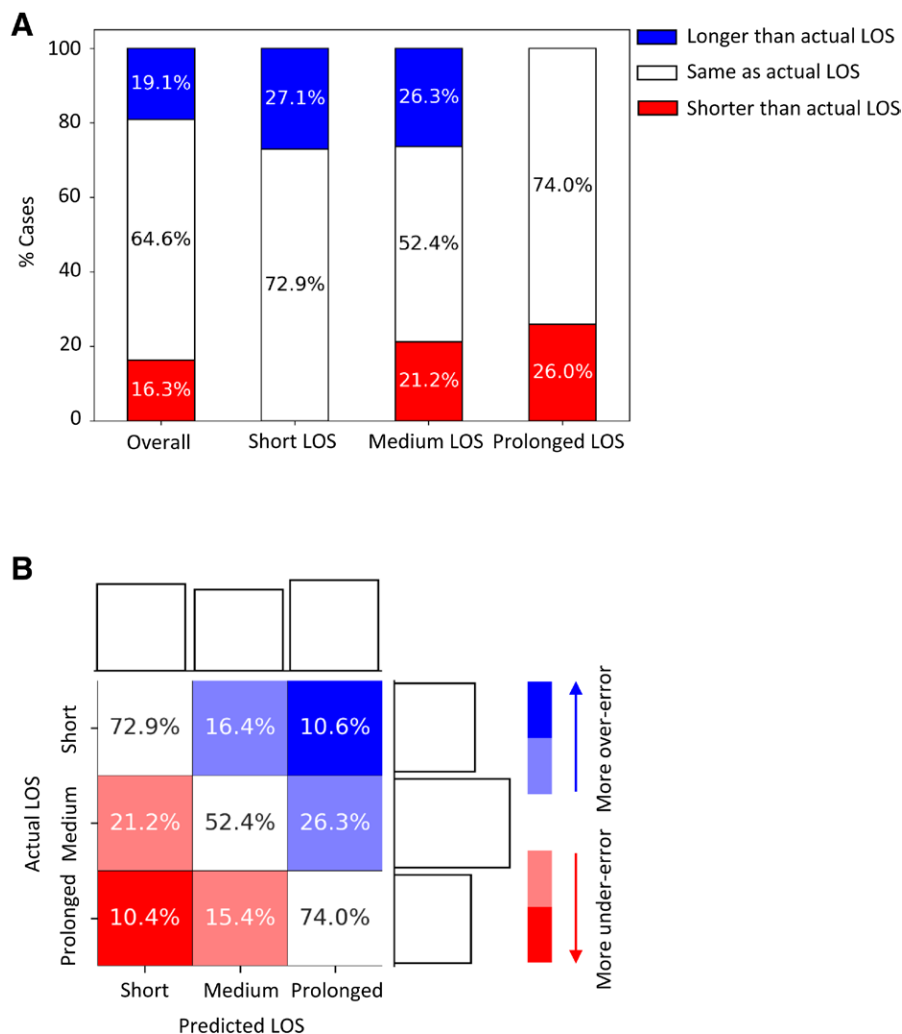 A
Longer than actual LOS
Same as actual LOS
Shorter than actual LOS
% Cases
100
80
60
40
20
0
19.1%
27.1%
26.3%
64.6%
72.9%
52.4%
74.0%
16.3%
21.2%
26.0%
Overall
Short LOS
Medium LOS
Prolonged LOS
B
Actual LOS
Short
72.9%
16.4%
10.6%
Medium
21.2%
52.4%
26.3%
Prolonged
10.4%
15.4%
74.0%
Short
Medium
Prolonged
Predicted LOS
More over-error
More under-error